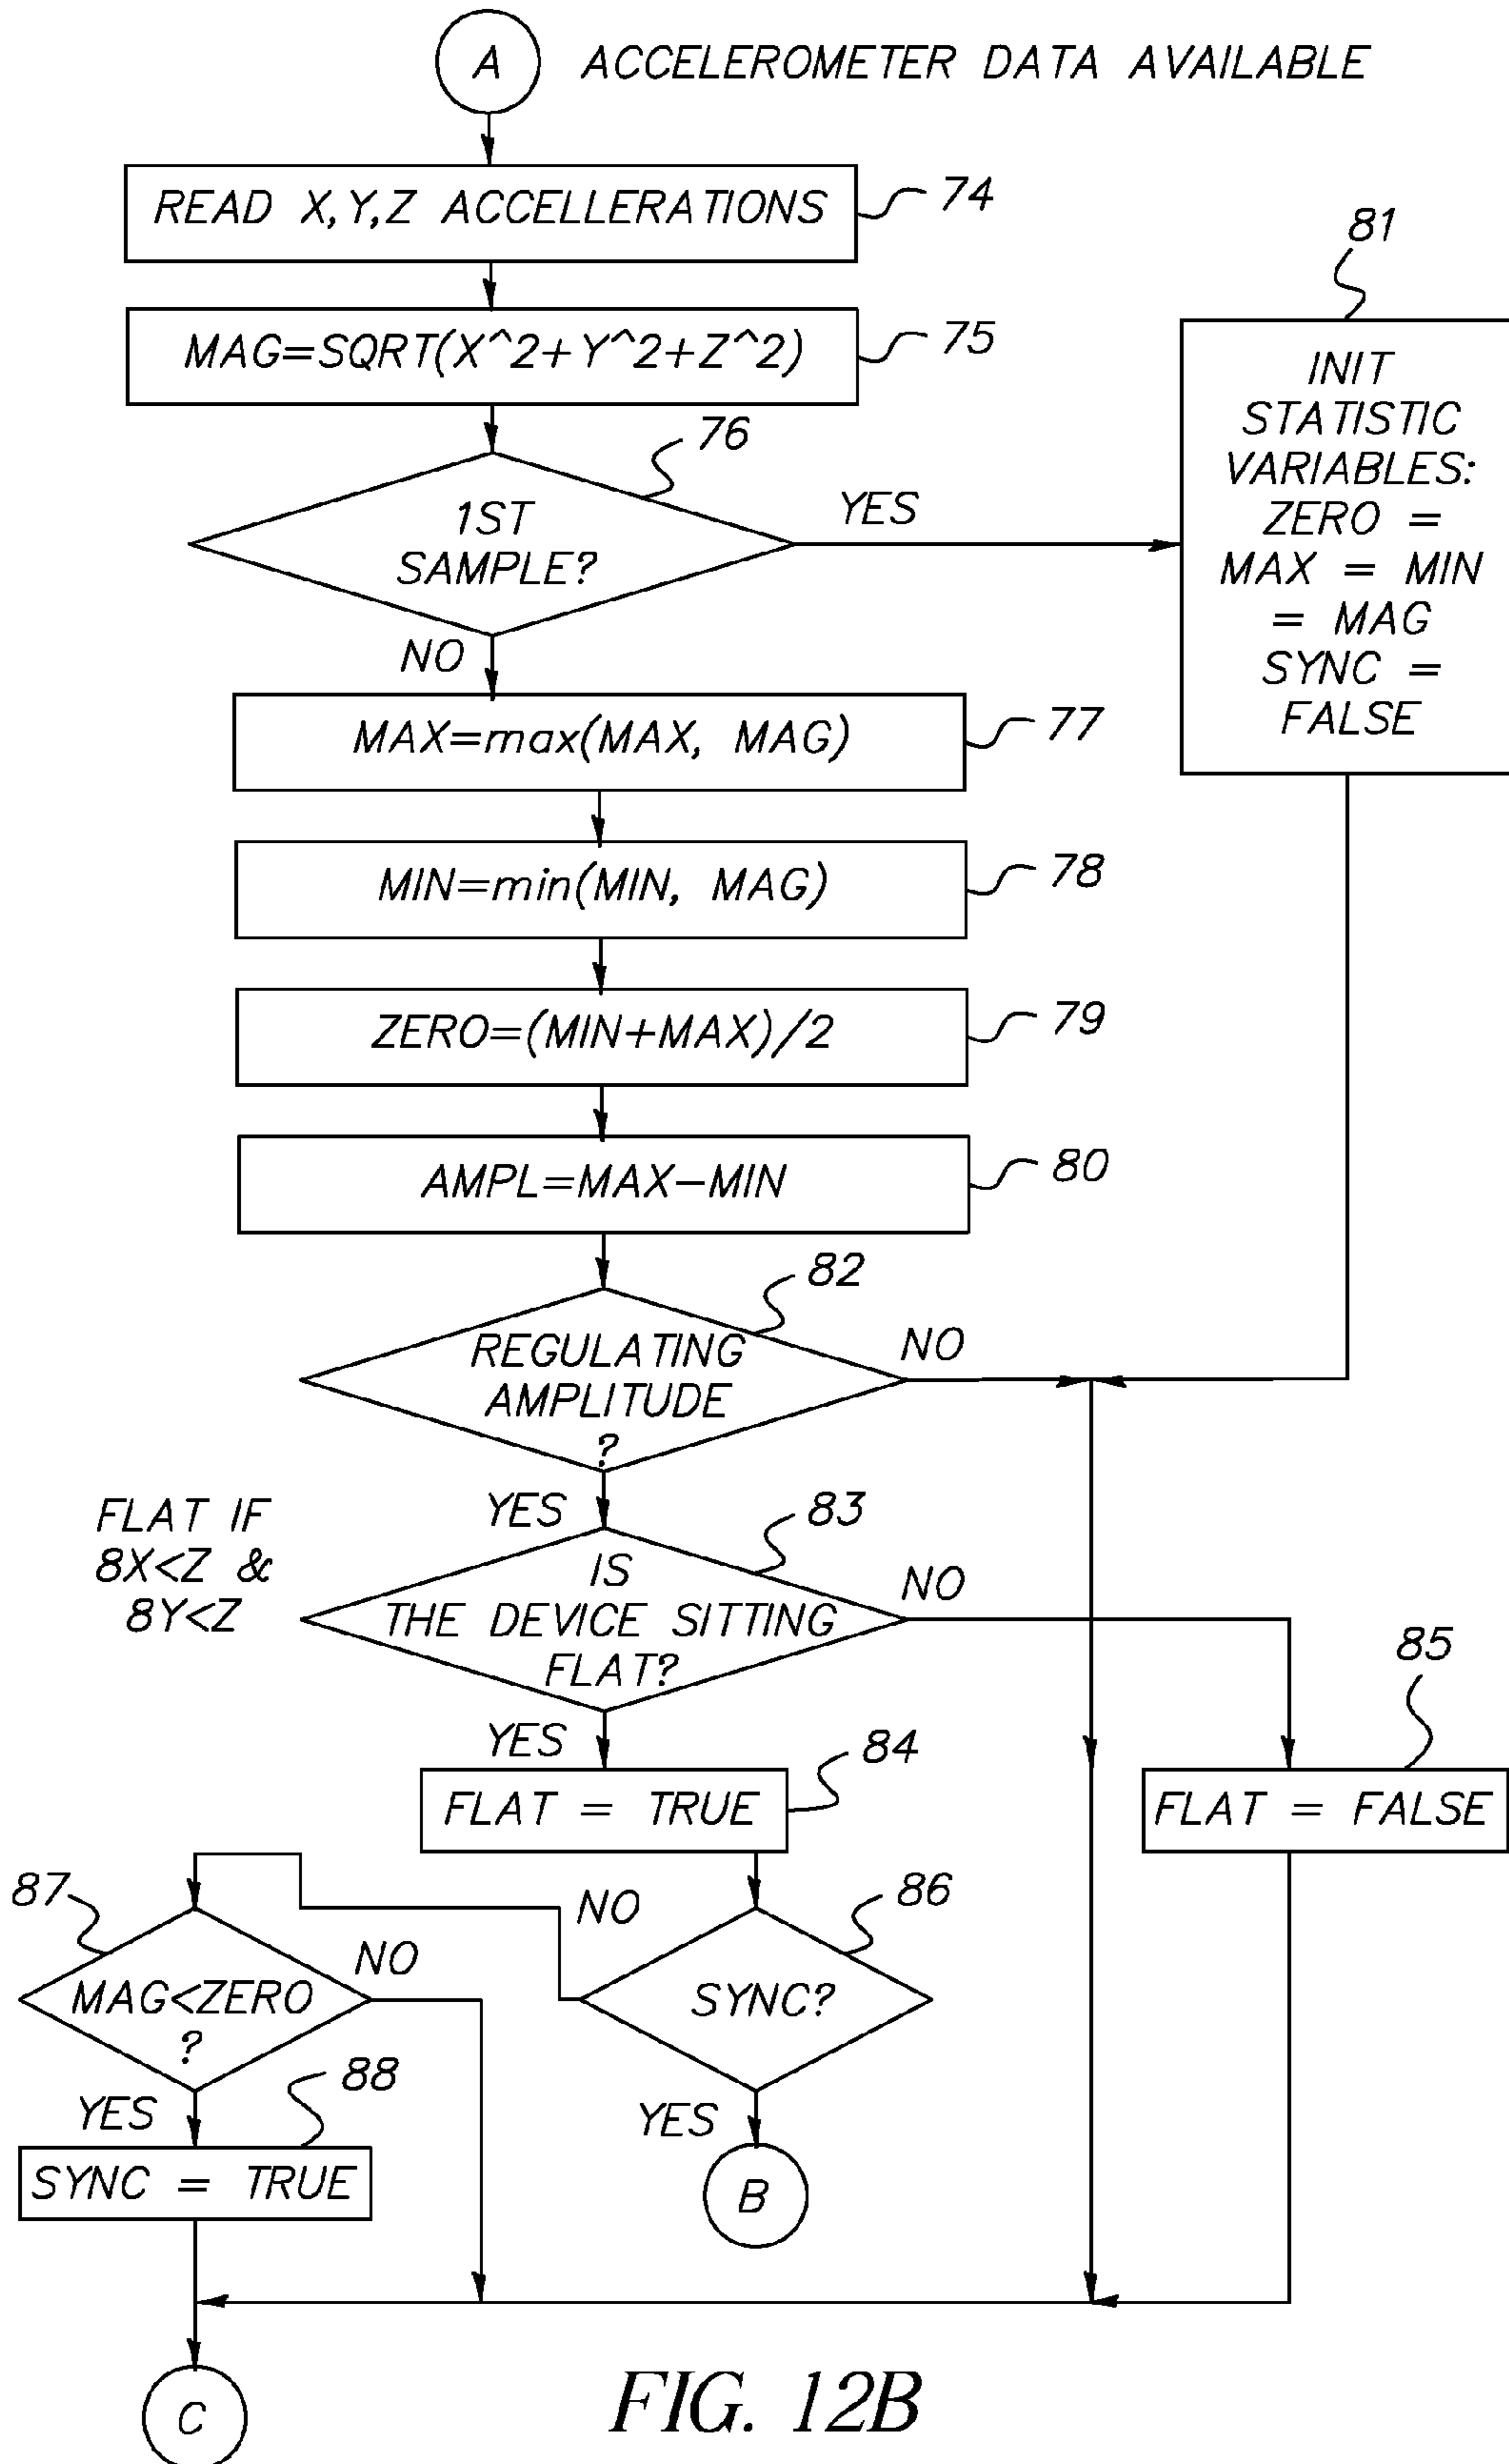 A
ACCELEROMETER DATA AVAILABLE
READ X,Y,Z ACCELLERATIONS
74
MAG=SQRT(X^2+Y^2+Z^2)
75
76
1ST
SAMPLE?
YES
NO
81
INIT
STATISTIC
VARIABLES:
ZERO =
MAX = MIN
= MAG
SYNC =
FALSE
MAX=max(MAX, MAG)
77
MIN=min(MIN, MAG)
78
ZERO=(MIN+MAX)/2
79
AMPL=MAX-MIN
80
82
REGULATING
AMPLITUDE
?
NO
YES
FLAT IF
8X<Z &
8Y<Z
83
IS
THE DEVICE SITTING
FLAT?
NO
YES
84
FLAT = TRUE
85
FLAT = FALSE
86
SYNC?
NO
YES
B
87
MAG<ZERO
?
NO
YES
88
SYNC = TRUE
C
FIG. 12B